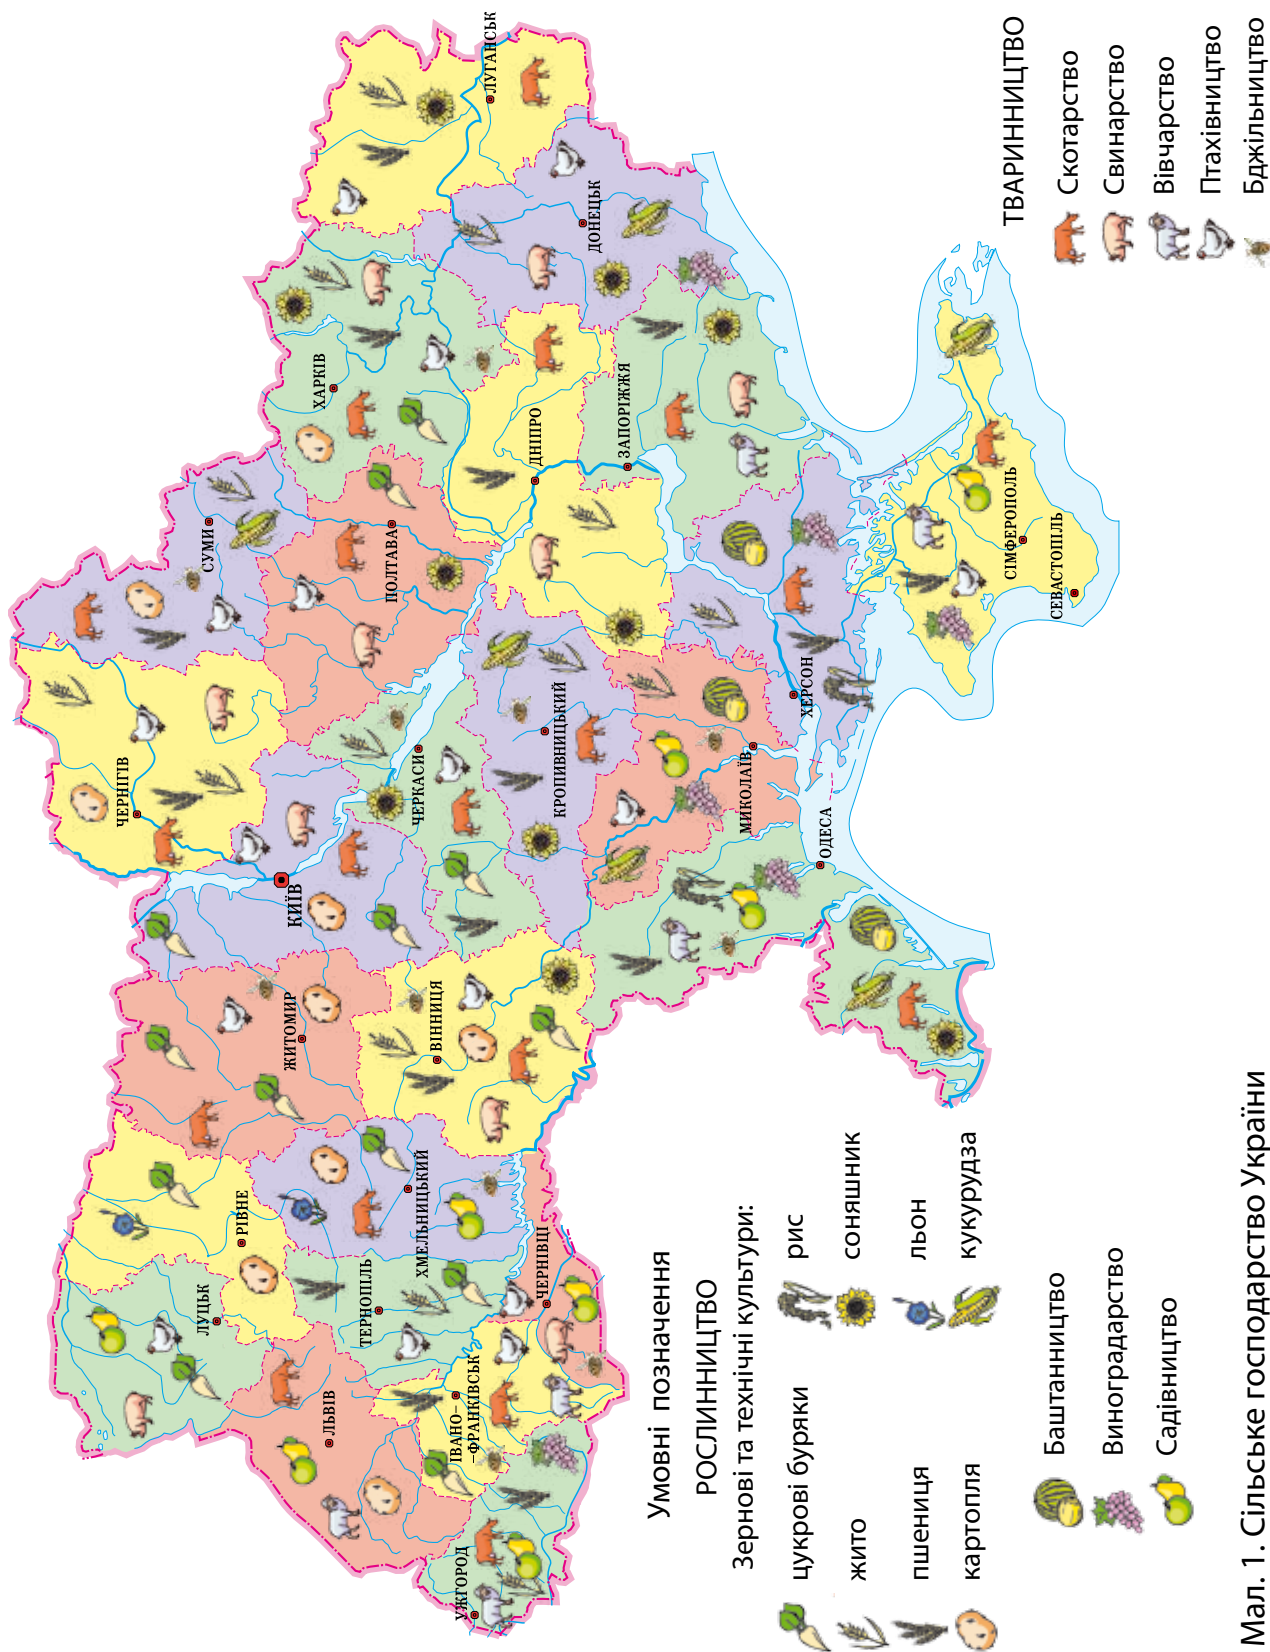 ЛУГАНСЬК
ХАРКІВ
ДОНЕЦЬК
СУМИ
ПОЛТАВА
ДНІПРО
ЗАПОРІЖЖЯ
ЧЕРНІГІВ
КИЇВ
ЧЕРКАСИ
КРОПИВНИЦЬКИЙ
МИКОЛАЇВ
ХЕРСОН
ОДЕСА
СІМФЕРОПОЛЬ
СЕВАСТОПІЛЬ
ЖИТОМИР
ВІННИЦЯ
РІВНЕ
ЛУЦЬК
ХМЕЛЬНИЦЬКИЙ
ТЕРНОПІЛЬ
ЧЕРНІВЦІ
ЛЬВІВ
ІВАНО–
–ФРАНКІВСЬК
УЖГОРОД
Умовні позначення
РОСЛИННИЦТВО
Зернові та технічні культури:
цукрові буряки
жито
пшениця
картопля
рис
соняшник
льон
кукурудза
Баштанництво
Виноградарство
Садівництво
ТВАРИННИЦТВО
Скотарство
Свинарство
Вівчарство
Птахівництво
Бджільництво
Мал. 1. Сільське господарство України